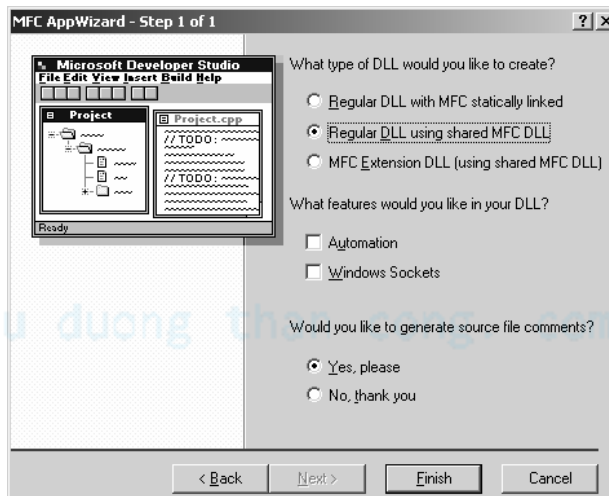 MFC AppWizard - Step 1 of 1
Microsoft Developer Studio
File Edit View Insert Build Help
Project
Project.cpp
//TODO:
//TODO:
Ready
What type of DLL would you like to create?
Regular DLL with MFC statically linked
Regular DLL using shared MFC DLL
MFC Extension DLL (using shared MFC DLL)
What features would you like in your DLL?
Automation
Windows Sockets
u duong than cong. com
Would you like to generate source file comments?
Yes, please
No, thank you
< Back
Next >
Finish
Cancel